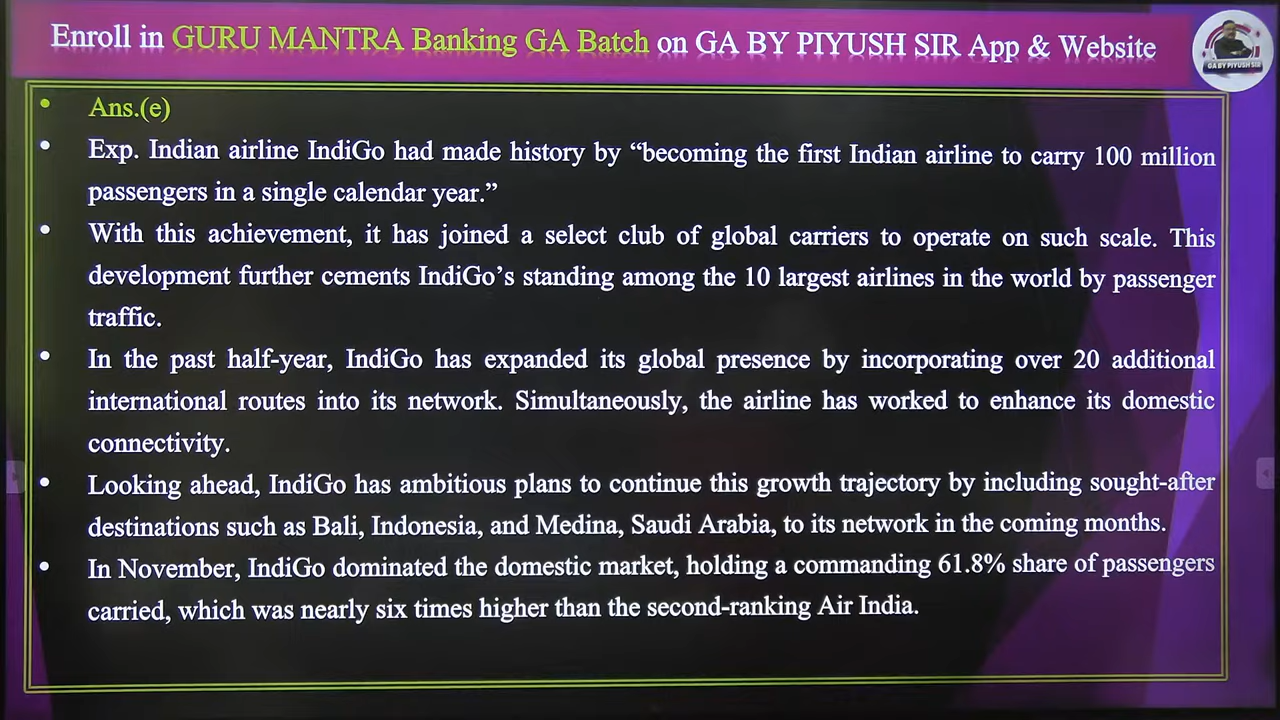 Enroll in GURU MANTRA Banking GA Batch on GA BY PIYUSH SIR App & Website
GA BY PIYUSH SIR
• Ans.(e)
• Exp. Indian airline IndiGo had made history by “becoming the first Indian airline to carry 100 million
passengers in a single calendar year.”
• With this achievement, it has joined a select club of global carriers to operate on such scale. This
development further cements IndiGo’s standing among the 10 largest airlines in the world by passenger
traffic.
• In the past half-year, IndiGo has expanded its global presence by incorporating over 20 additional
international routes into its network. Simultaneously, the airline has worked to enhance its domestic
connectivity.
• Looking ahead, IndiGo has ambitious plans to continue this growth trajectory by including sought-after
destinations such as Bali, Indonesia, and Medina, Saudi Arabia, to its network in the coming months.
• In November, IndiGo dominated the domestic market, holding a commanding 61.8% share of passengers
carried, which was nearly six times higher than the second-ranking Air India.